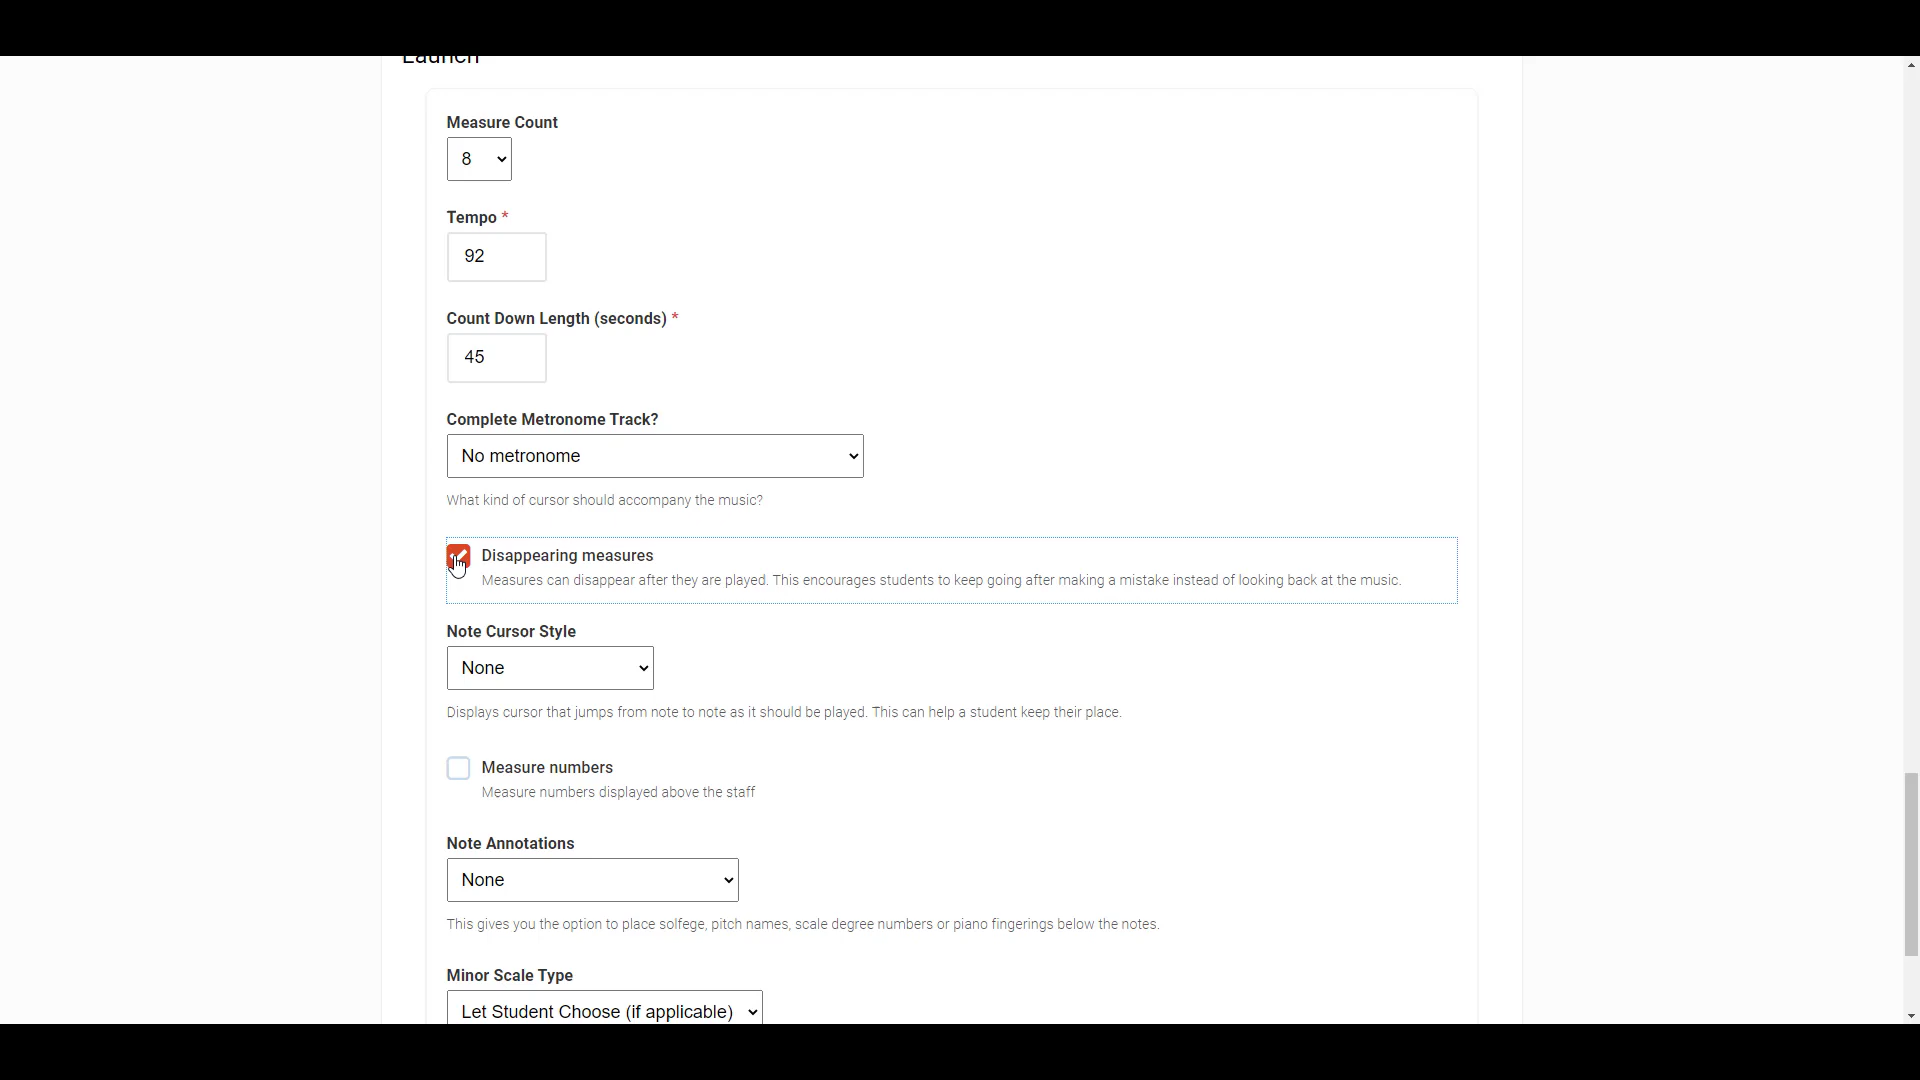 Launch
Measure Count
8
Tempo *
92
Count Down Length (seconds) *
45
Complete Metronome Track?
No metronome
What kind of cursor should accompany the music?
Disappearing measures
Measures can disappear after they are played. This encourages students to keep going after making a mistake instead of looking back at the music.
Note Cursor Style
None
Displays cursor that jumps from note to note as it should be played. This can help a student keep their place.
Measure numbers
Measure numbers displayed above the staff
Note Annotations
None
This gives you the option to place solfege, pitch names, scale degree numbers or piano fingerings below the notes.
Minor Scale Type
Let Student Choose (if applicable)